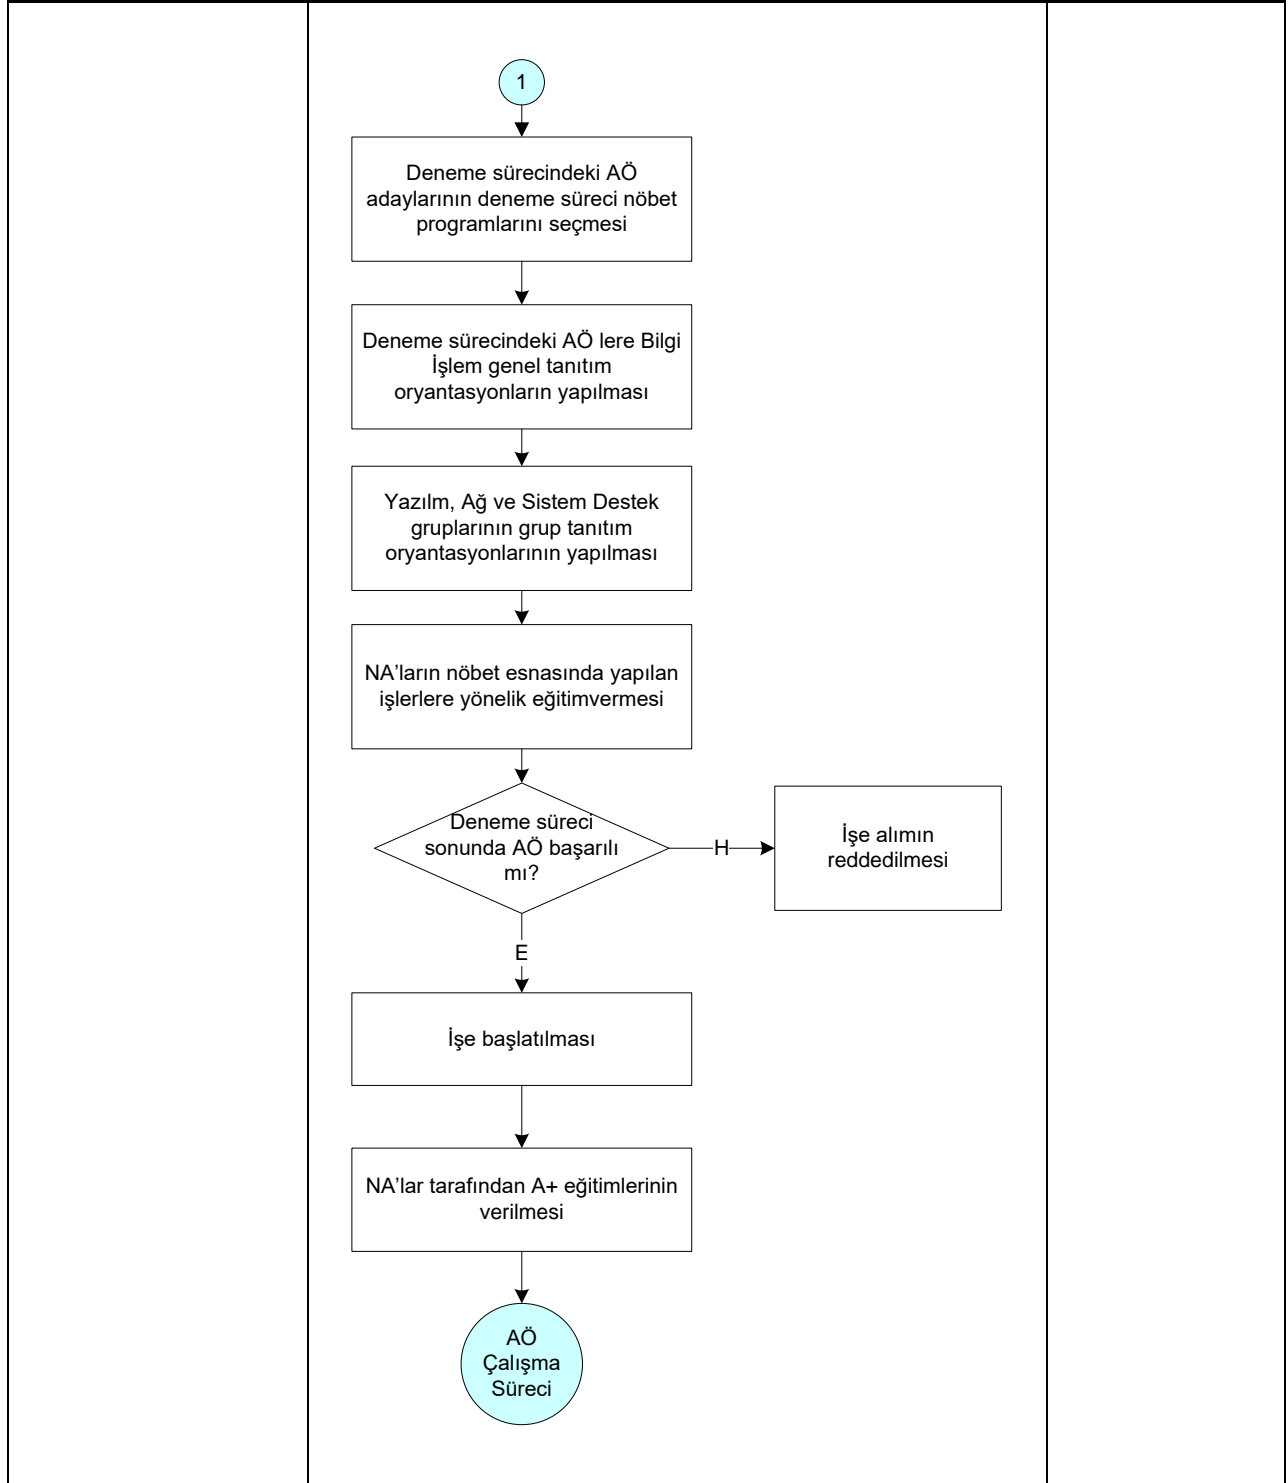 1
Deneme sürecindeki AÖ
adaylarının deneme süreci nöbet
programlarını seçmesi
Deneme sürecindeki AÖ lere Bilgi
İşlem genel tanıtım
oryantasyonların yapılması
Yazılm, Ağ ve Sistem Destek
gruplarının grup tanıtım
oryantasyonlarının yapılması
NA’ların nöbet esnasında yapılan
işlerlere yönelik eğitimvermesi
Deneme süreci
sonunda AÖ başarılı
mı?
H
İşe alımın
reddedilmesi
E
İşe başlatılması
NA’lar tarafından A+ eğitimlerinin
verilmesi
AÖ
Çalışma
Süreci